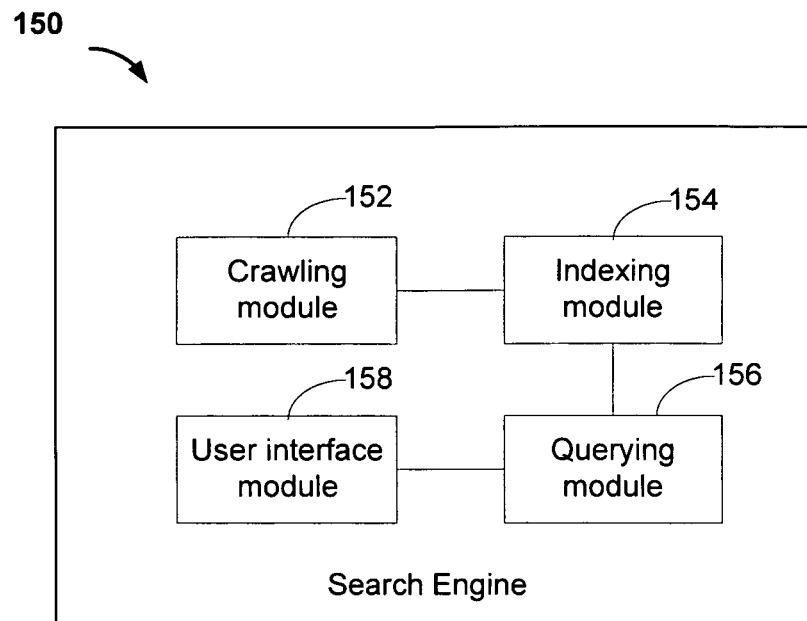 150
152
154
Crawling
module
Indexing
module
158
156
User interface
module
Querying
module
Search Engine